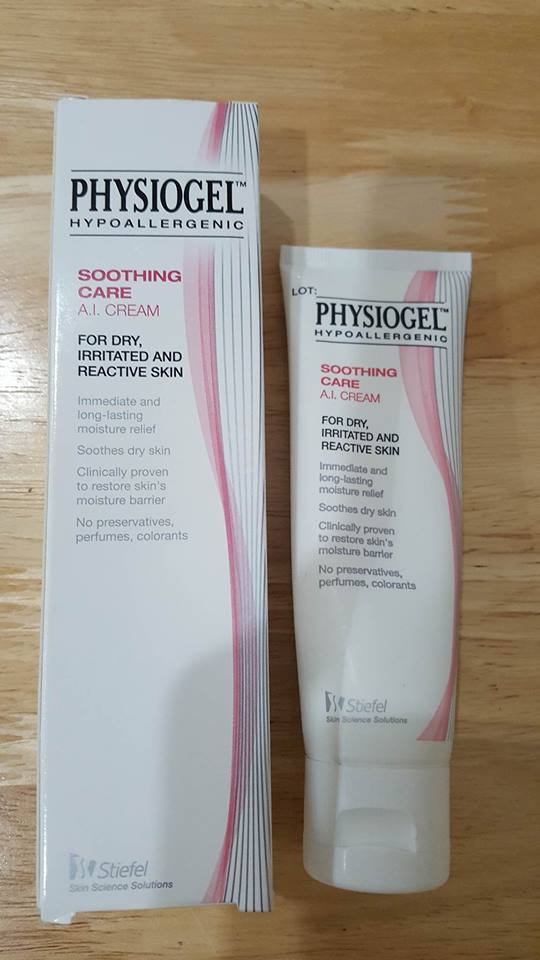 PHYSIOGEL™
HYPOALLERGENIC
SOOTHING
CARE
A.I. CREAM
FOR DRY,
IRRITATED AND
REACTIVE SKIN
Immediate and
long-lasting
moisture relief
Soothes dry skin
Clinically proven
to restore skin's
moisture barrier
No preservatives,
perfumes, colorants
Stiefel
Skin Science Solutions
LOT:
PHYSIOGEL™
HYPOALLERGENIC
SOOTHING
CARE
A.I. CREAM
FOR DRY,
IRRITATED AND
REACTIVE SKIN
Immediate and
long-lasting
moisture relief
Soothes dry skin
Clinically proven
to restore skin's
moisture barrier
No preservatives,
perfumes, colorants
Stiefel
Skin Science Solutions